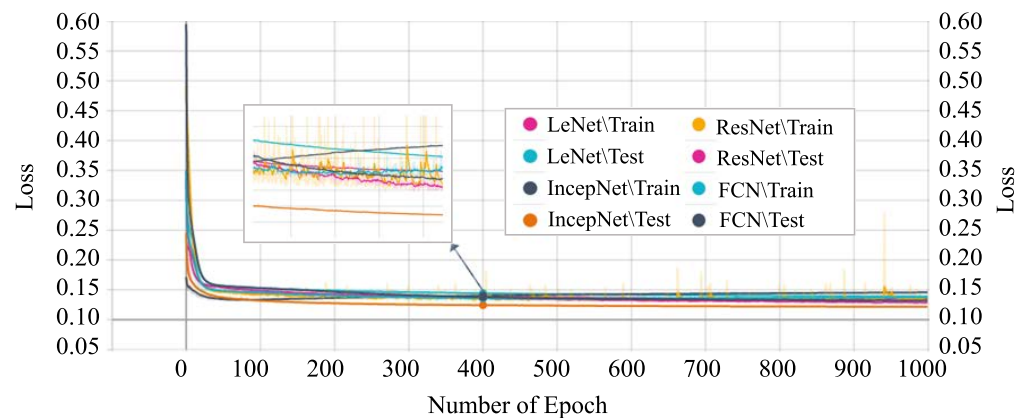 0.60
0.55
0.50
0.45
0.40
0.35
0.30
0.25
0.20
0.15
0.10
0.05
Loss
LeNet\Train
LeNet\Test
IncepNet\Train
IncepNet\Test
ResNet\Train
ResNet\Test
FCN\Train
FCN\Test
0.60
0.55
0.50
0.45
0.40
0.35
0.30
0.25
0.20
0.15
0.10
0.05
Loss
0 100 200 300 400 500 600 700 800 900 1000
Number of Epoch